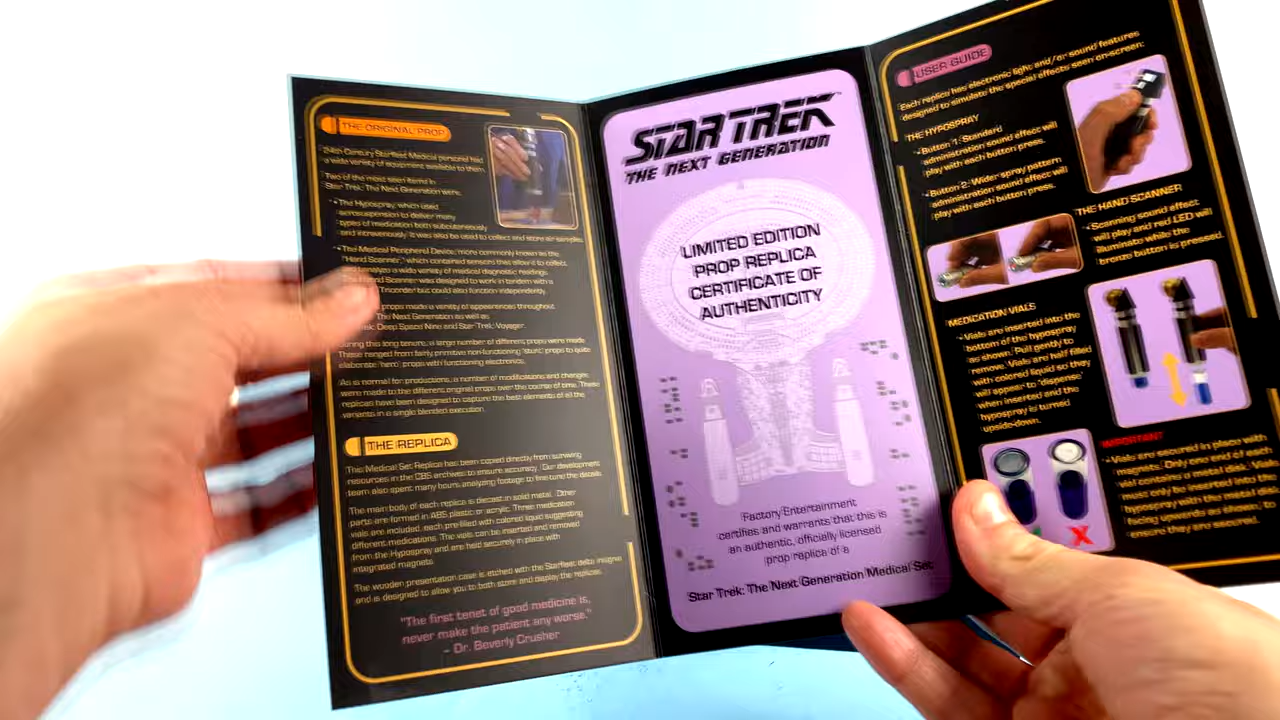 THE ORIGINAL PROP
24th Century Starfleet Medical personnel had
a wide variety of equipment available to them.
Two of the most seen items in
Star Trek: The Next Generation were:
• The Hypospray, which used
aerosuspension to deliver many
types of medication both subcutaneously
and intravenously. It was also be used to collect and store air samples.
• The Medical Peripheral Device, more commonly known as the
"Hand Scanner," which contained sensors that allow it to collect
and analyze a wide variety of medical diagnostic readings.
Hand Scanner was designed to work in tandem with a
Tricorder but could also function independently.
props made a variety of appearances throughout
The Next Generation as well as
Deep Space Nine and Star Trek: Voyager.
During this long tenure, a large number of different props were made.
These ranged from fairly primitive non-functioning "stunt" props to quite
elaborate "hero" props with functioning electronics.
As is normal for productions, a number of modifications and changes
were made to the different original props over the course of time. These
replicas have been designed to capture the best elements of all the
variants in a single blended execution.
THE REPLICA
This Medical Set Replica has been copied directly from surviving
resources in the CBS archives to ensure accuracy. Our development
team also spent many hours analyzing footage to fine tune the details.
The main body of each replica is diecast in solid metal. Other
parts are formed in ABS plastic or acrylic. Three medication
vials are included, each pre-filled with colored liquid suggesting
different medications. The vials can be inserted and removed
from the Hypospray and are held securely in place with
integrated magnets.
The wooden presentation case is etched with the Starfleet delta insignia
and is designed to allow you to both store and display the replicas.
"The first tenet of good medicine is,
never make the patient any worse."
– Dr. Beverly Crusher
STAR TREK
THE NEXT GENERATION
LIMITED EDITION
PROP REPLICA
CERTIFICATE OF
AUTHENTICITY
Factory Entertainment
certifies and warrants that this is
an authentic, officially licensed
prop replica of a
Star Trek: The Next Generation Medical Set
USER GUIDE
Each replica has electronic light and/or sound features
designed to simulate the special effects seen on-screen:
THE HYPOSPRAY
• Button 1: Standard
administration sound effect will
play with each button press.
• Button 2: Wider spray pattern
administration sound effect will
play with each button press.
THE HAND SCANNER
• Scanning sound effect
will play and red LED will
illuminate while the
bronze button is pressed.
MEDICATION VIALS
• Vials are inserted into the
bottom of the hypospray
as shown. Pull gently to
remove. Vials are half filled
with colored liquid so they
will appear to "dispense"
when inserted and the
hypospray is turned
upside-down.
IMPORTANT
• Vials are secured in place with
magnets. Only one end of each
vial contains a metal disk. Vials
must only be inserted into the
hypospray with the metal disk
facing upwards as shown, to
ensure they are secured.